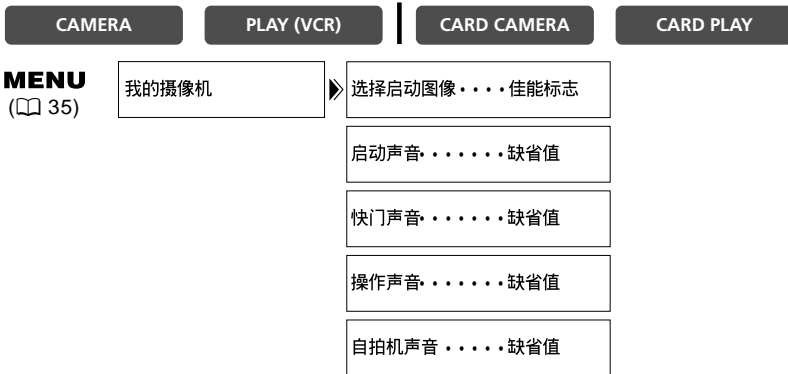 CAMERA PLAY (VCR) CARD CAMERA CARD PLAY
MENU 我的摄像机 选择启动图像····佳能标志
(35)
启动声音·······缺省值
快门声音·······缺省值
操作声音·······缺省值
自拍机声音·····缺省值